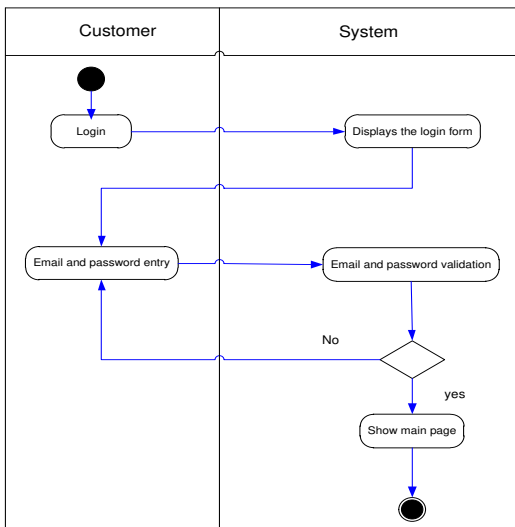 Customer
System
Login
Displays the login form
Email and password entry
Email and password validation
No
yes
Show main page